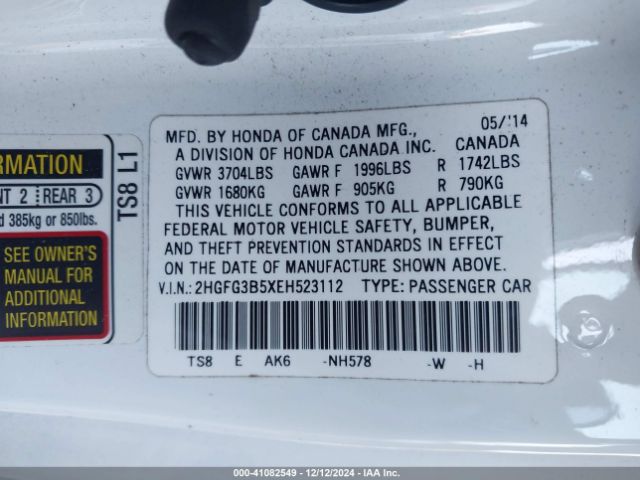 RMATION
NT 2 REAR 3
d 385kg or 850lbs.
SEE OWNER'S
MANUAL FOR
ADDITIONAL
INFORMATION
TS8 L1
05/'14
MFD. BY HONDA OF CANADA MFG., CANADA
A DIVISION OF HONDA CANADA INC.
GVWR 3704LBS GAWR F 1996LBS R 1742LBS
GVWR 1680KG GAWR F 905KG R 790KG
THIS VEHICLE CONFORMS TO ALL APPLICABLE
FEDERAL MOTOR VEHICLE SAFETY, BUMPER,
AND THEFT PREVENTION STANDARDS IN EFFECT
ON THE DATE OF MANUFACTURE SHOWN ABOVE.
V.I.N.: 2HGFG3B5XEH523112 TYPE: PASSENGER CAR
TS8 E AK6 -NH578 -W -H
000-41082549 - 12/12/2024 - IAA Inc.